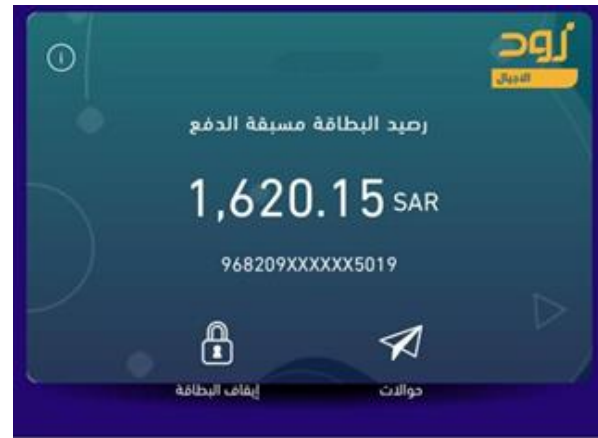 زود
الاجيال
رصيد البطاقة مسبقة الدفع
1,620.15 SAR
968209XXXXXX5019
حوالات
إيقاف البطاقة